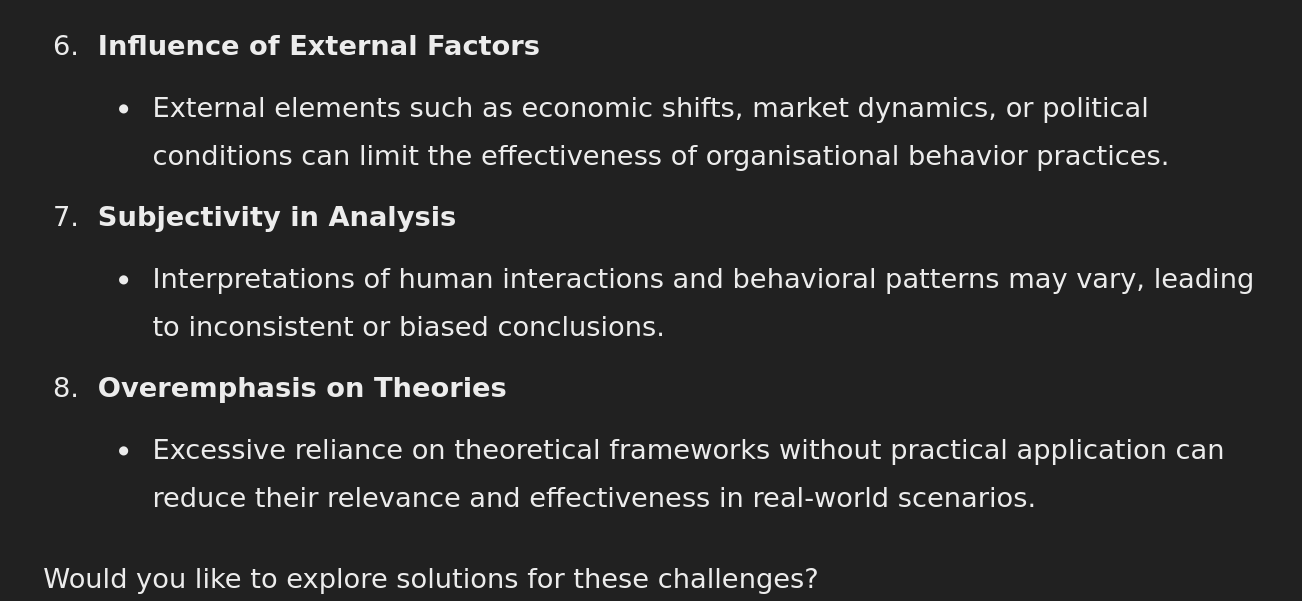 6. Influence of External Factors
• External elements such as economic shifts, market dynamics, or political
conditions can limit the effectiveness of organisational behavior practices.
7. Subjectivity in Analysis
• Interpretations of human interactions and behavioral patterns may vary, leading
to inconsistent or biased conclusions.
8. Overemphasis on Theories
• Excessive reliance on theoretical frameworks without practical application can
reduce their relevance and effectiveness in real-world scenarios.
Would you like to explore solutions for these challenges?